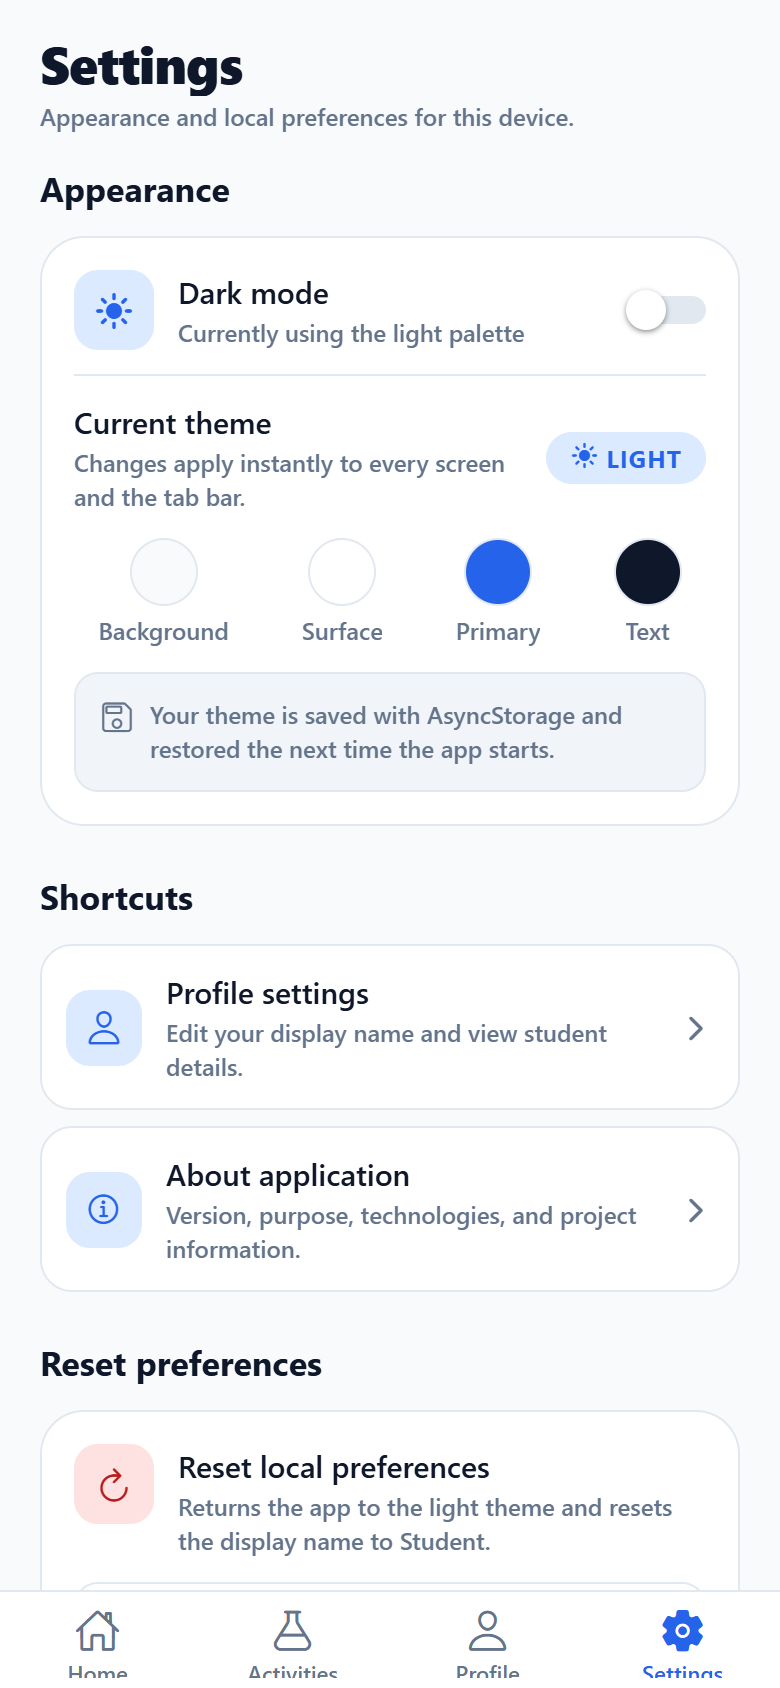 Settings
Appearance and local preferences for this device.
Appearance
Dark mode
Currently using the light palette
Current theme
Changes apply instantly to every screen
and the tab bar.
LIGHT
Background
Surface
Primary
Text
Your theme is saved with AsyncStorage and
restored the next time the app starts.
Shortcuts
Profile settings
Edit your display name and view student
details.
About application
Version, purpose, technologies, and project
information.
Reset preferences
Reset local preferences
Returns the app to the light theme and resets
the display name to Student.
Home
Activities
Profile
Settings